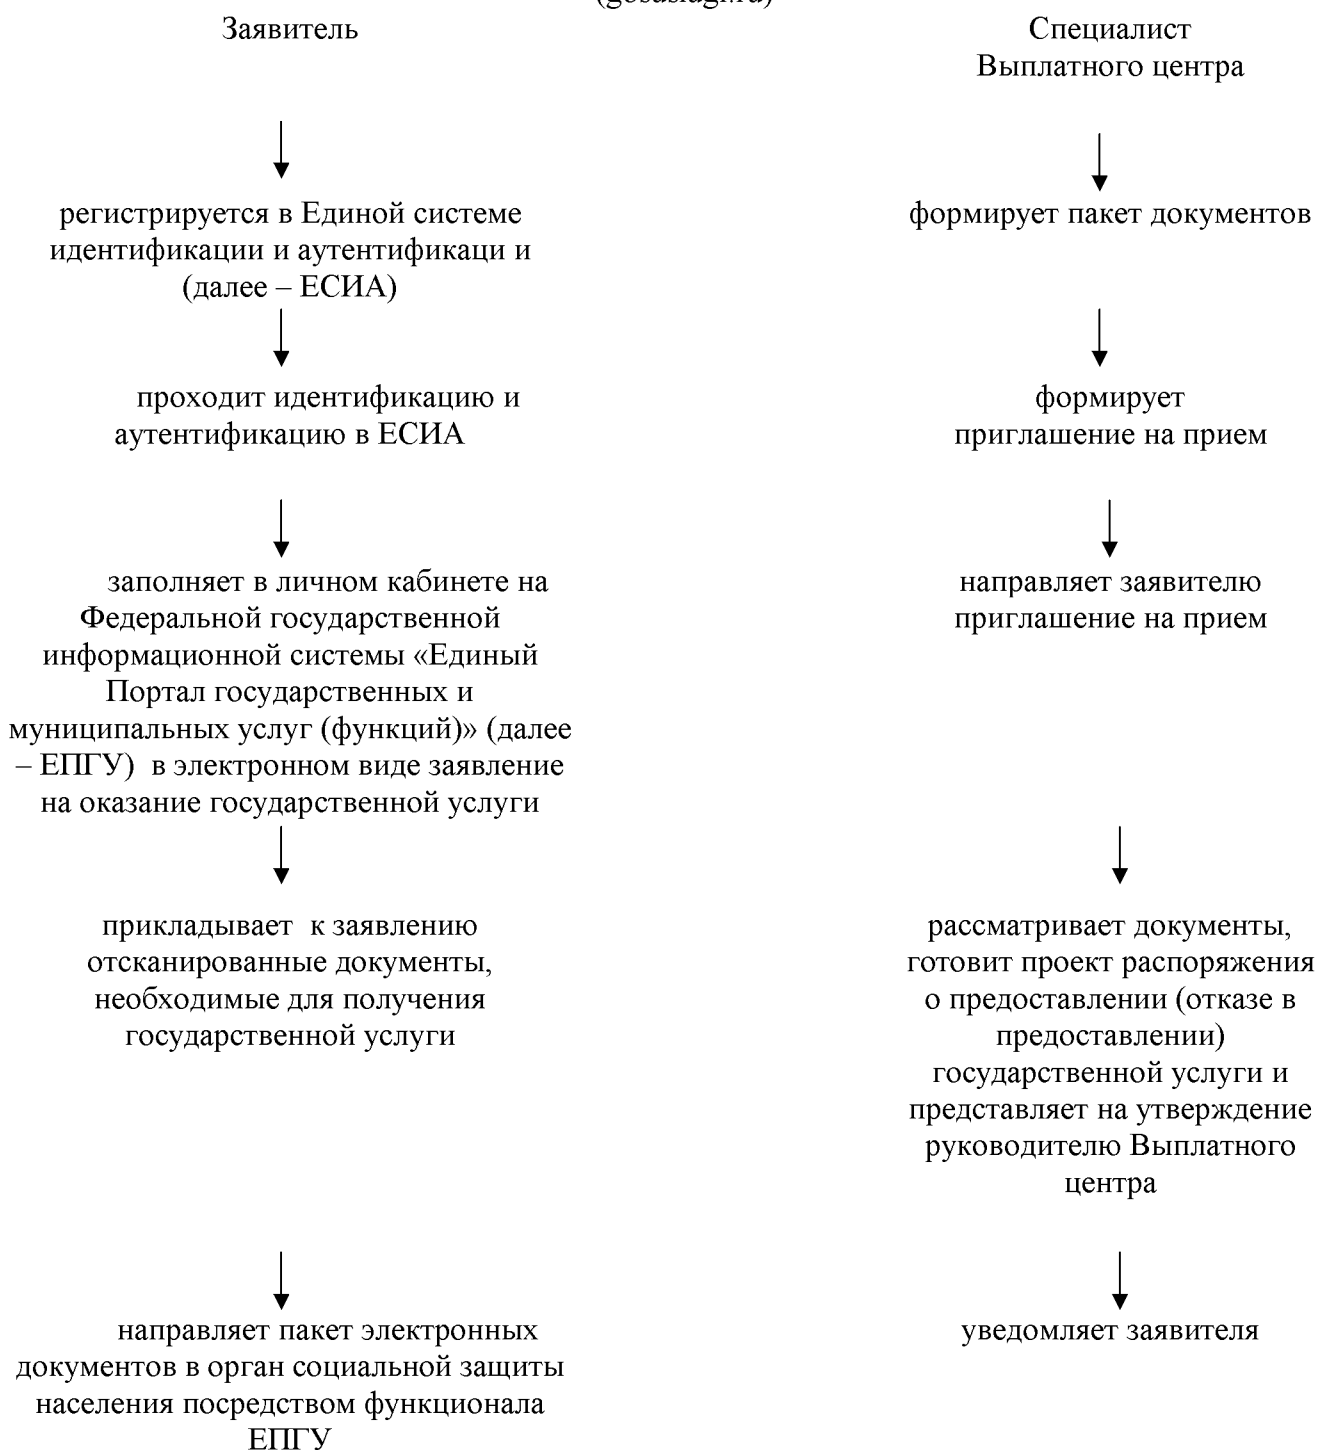 Заявитель
регистрируется в Единой системе
идентификации и аутентификаци и
(далее – ЕСИА)
проходит идентификацию и
аутентификацию в ЕСИА
заполняет в личном кабинете на
Федеральной государственной
информационной системы «Единый
Портал государственных и
муниципальных услуг (функций)» (далее
– ЕПГУ) в электронном виде заявление
на оказание государственной услуги
прикладывает к заявлению
отсканированные документы,
необходимые для получения
государственной услуги
направляет пакет электронных
документов в орган социальной защиты
населения посредством функционала
ЕПГУ
Специалист
Выплатного центра
формирует пакет документов
формирует
приглашение на прием
направляет заявителю
приглашение на прием
рассматривает документы,
готовит проект распоряжения
о предоставлении (отказе в
предоставлении)
государственной услуги и
представляет на утверждение
руководителю Выплатного
центра
уведомляет заявителя